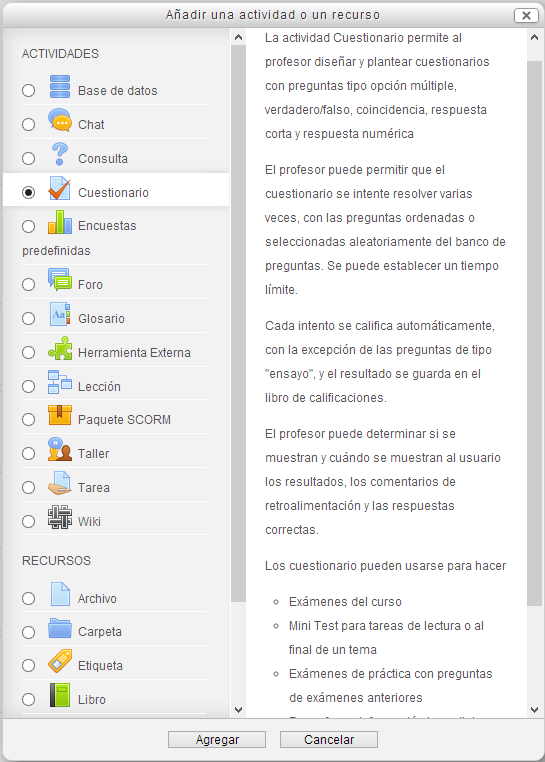 Añadir una actividad o un recurso
ACTIVIDADES
Base de datos
Chat
Consulta
Cuestionario
Encuestas
predefinidas
Foro
Glosario
Herramienta Externa
Lección
Paquete SCORM
Taller
Tarea
Wiki
RECURSOS
Archivo
Carpeta
Etiqueta
Libro
La actividad Cuestionario permite al
profesor diseñar y plantear cuestionarios
con preguntas tipo opción múltiple,
verdadero/falso, coincidencia, respuesta
corta y respuesta numérica
El profesor puede permitir que el
cuestionario se intente resolver varias
veces, con las preguntas ordenadas o
seleccionadas aleatoriamente del banco de
preguntas. Se puede establecer un tiempo
límite.
Cada intento se califica automáticamente,
con la excepción de las preguntas de tipo
"ensayo", y el resultado se guarda en el
libro de calificaciones.
El profesor puede determinar si se
muestran y cuándo se muestran al usuario
los resultados, los comentarios de
retroalimentación y las respuestas
correctas.
Los cuestionario pueden usarse para hacer
Exámenes del curso
Mini Test para tareas de lectura o al
final de un tema
Exámenes de práctica con preguntas
de exámenes anteriores
Agregar
Cancelar